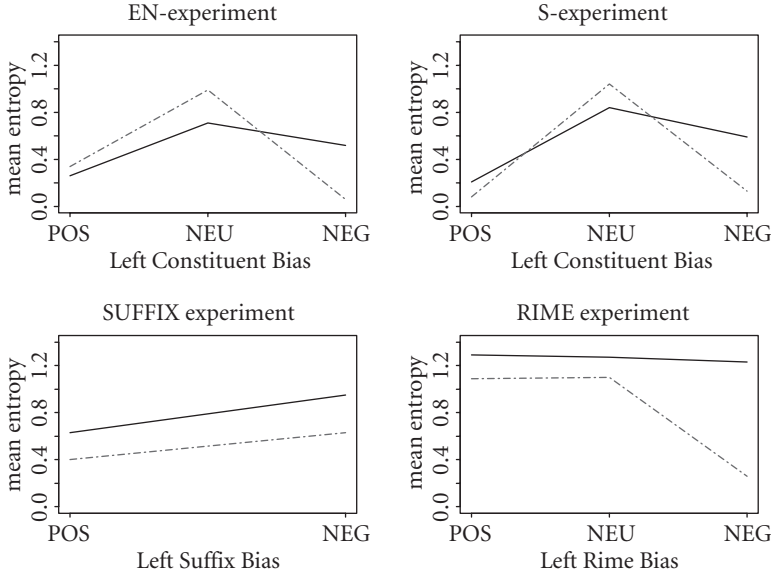 EN-experiment
mean entropy
0.0 0.4 0.8 1.2
POS NEU NEG
Left Constituent Bias
S-experiment
mean entropy
0.0 0.4 0.8 1.2
POS NEU NEG
Left Constituent Bias
SUFFIX experiment
mean entropy
0.0 0.4 0.8 1.2
POS NEG
Left Suffix Bias
RIME experiment
mean entropy
0.0 0.4 0.8 1.2
POS NEU NEG
Left Rime Bias